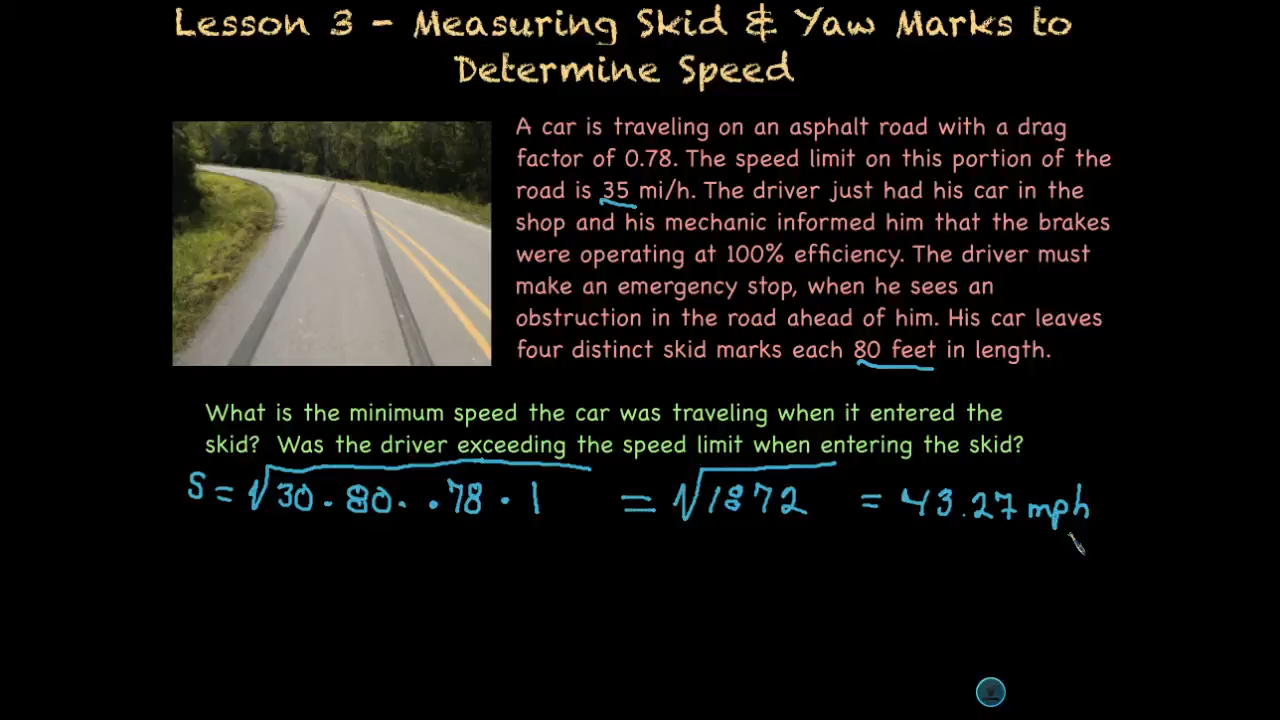 Lesson 3 - Measuring Skid & Yaw Marks to
Determine Speed
A car is traveling on an asphalt road with a drag
factor of 0.78. The speed limit on this portion of the
road is 35 mi/h. The driver just had his car in the
shop and his mechanic informed him that the brakes
were operating at 100% efficiency. The driver must
make an emergency stop, when he sees an
obstruction in the road ahead of him. His car leaves
four distinct skid marks each 80 feet in length.
What is the minimum speed the car was traveling when it entered the
skid? Was the driver exceeding the speed limit when entering the skid?
S = √30 · 80 · .78 · 1 = √1872 = 43.27 mph